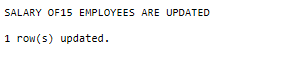 SALARY OF15 EMPLOYEES ARE UPDATED
1 row(s) updated.